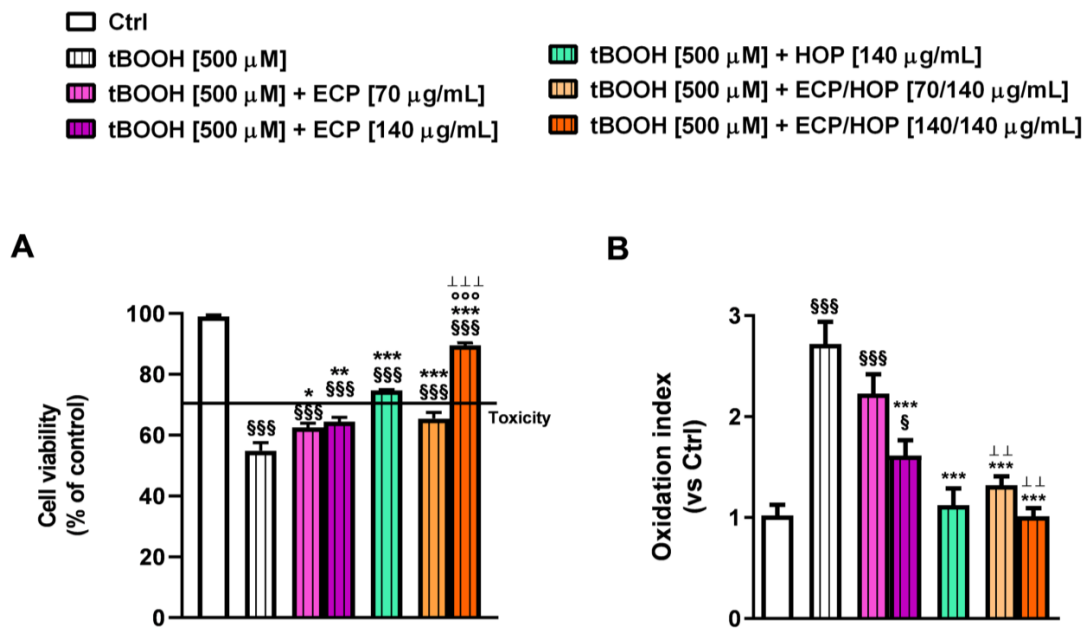 Ctrl
tBOOH [500 μM]
tBOOH [500 μM] + ECP [70 μg/mL]
tBOOH [500 μM] + ECP [140 μg/mL]
tBOOH [500 μM] + HOP [140 μg/mL]
tBOOH [500 μM] + ECP/HOP [70/140 μg/mL]
tBOOH [500 μM] + ECP/HOP [140/140 μg/mL]
A
Cell viability
(% of control)
100
80
60
40
20
0
§§§
*
§§§
**
§§§
***
§§§
***
§§§
⊥⊥⊥
°°°
***
§§§
Toxicity
B
Oxidation index
(vs Ctrl)
3
2
1
0
§§§
§§§
***
§
***
⊥⊥
***
⊥⊥
***